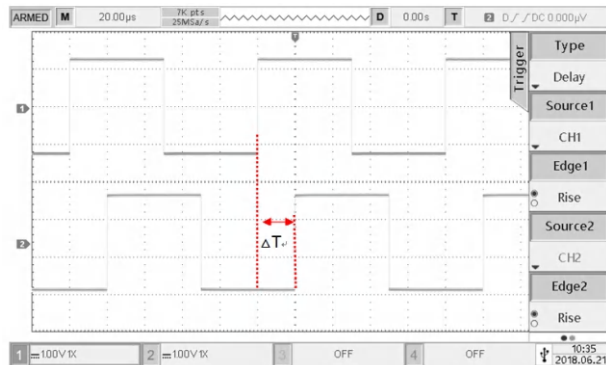 ARMED M 20.00μs 7K pts D 0.00s T 2 D DC 0.000μV
25MSa/s
Trigger
Type
Delay
Source1
CH1
Edge1
Rise
Source2
CH2
Edge2
Rise
1
2
ΔT
1 100V 1X 2 100V 1X 3 OFF 4 OFF
10:35
2018.06.21